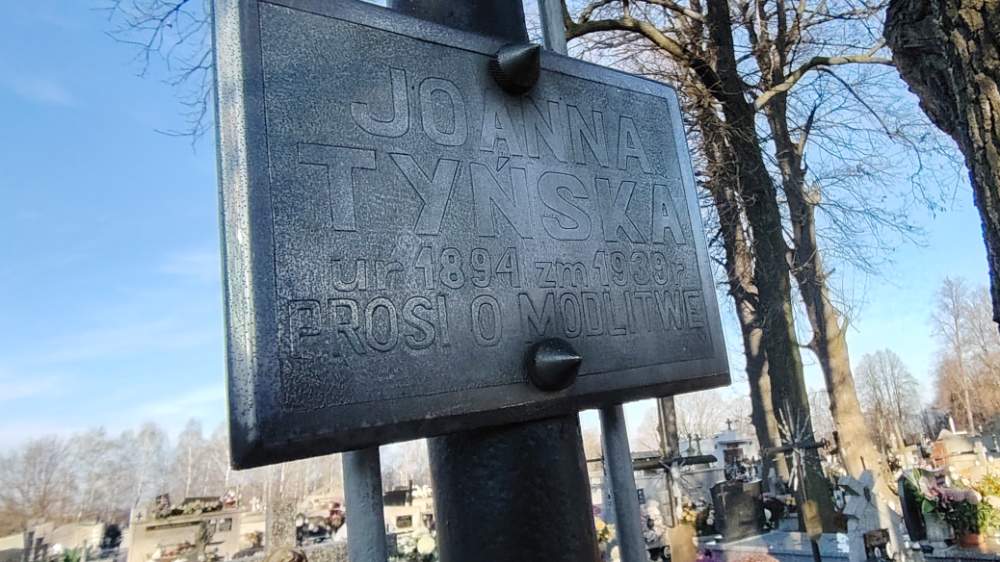 JOANNA
TYŃSKA
ur 1894 zm 1939 r
PROSI O MODLITWĘ